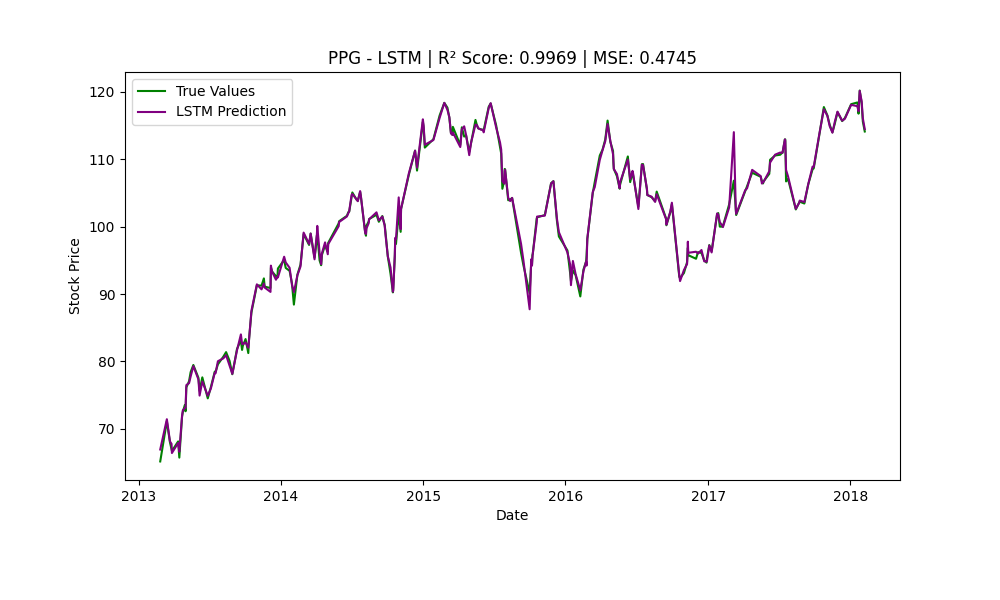 PPG - LSTM | R² Score: 0.9969 | MSE: 0.4745
True Values
LSTM Prediction
Stock Price
120
110
100
90
80
70
2013 2014 2015 2016 2017 2018
Date